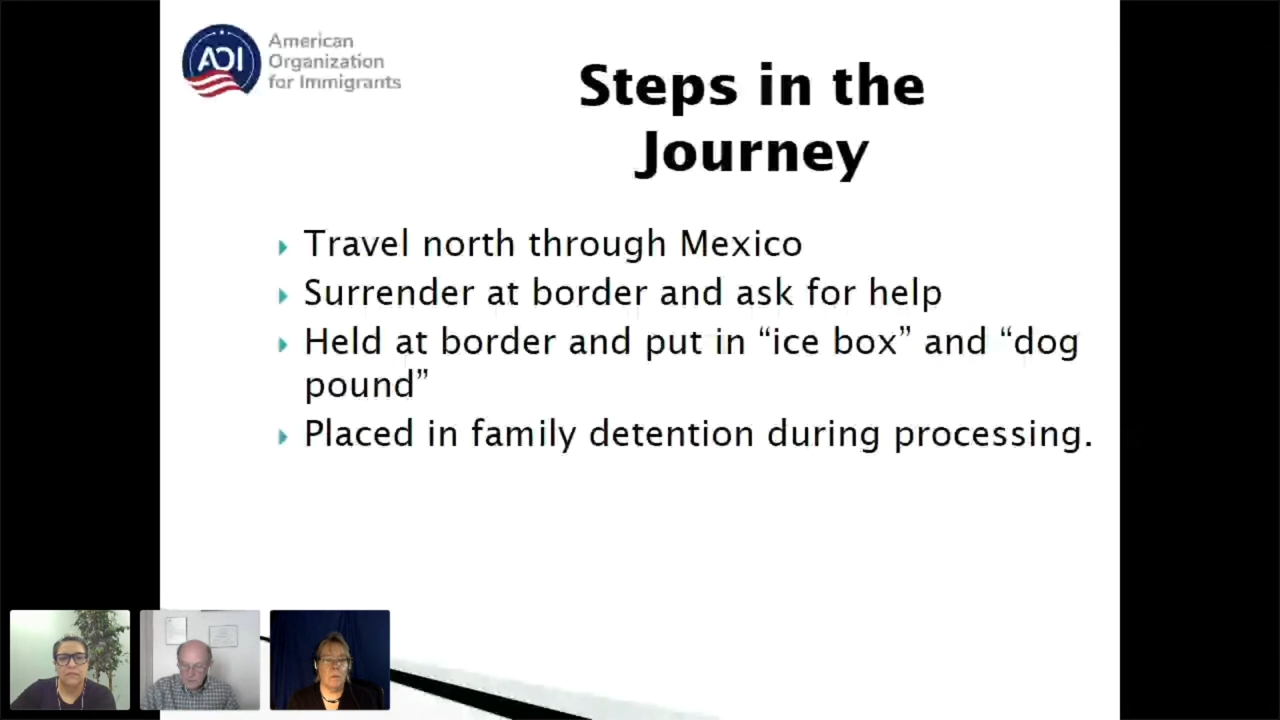 AOI
American
Organization
for Immigrants
Steps in the
Journey
Travel north through Mexico
Surrender at border and ask for help
Held at border and put in “ice box” and “dog
pound”
Placed in family detention during processing.